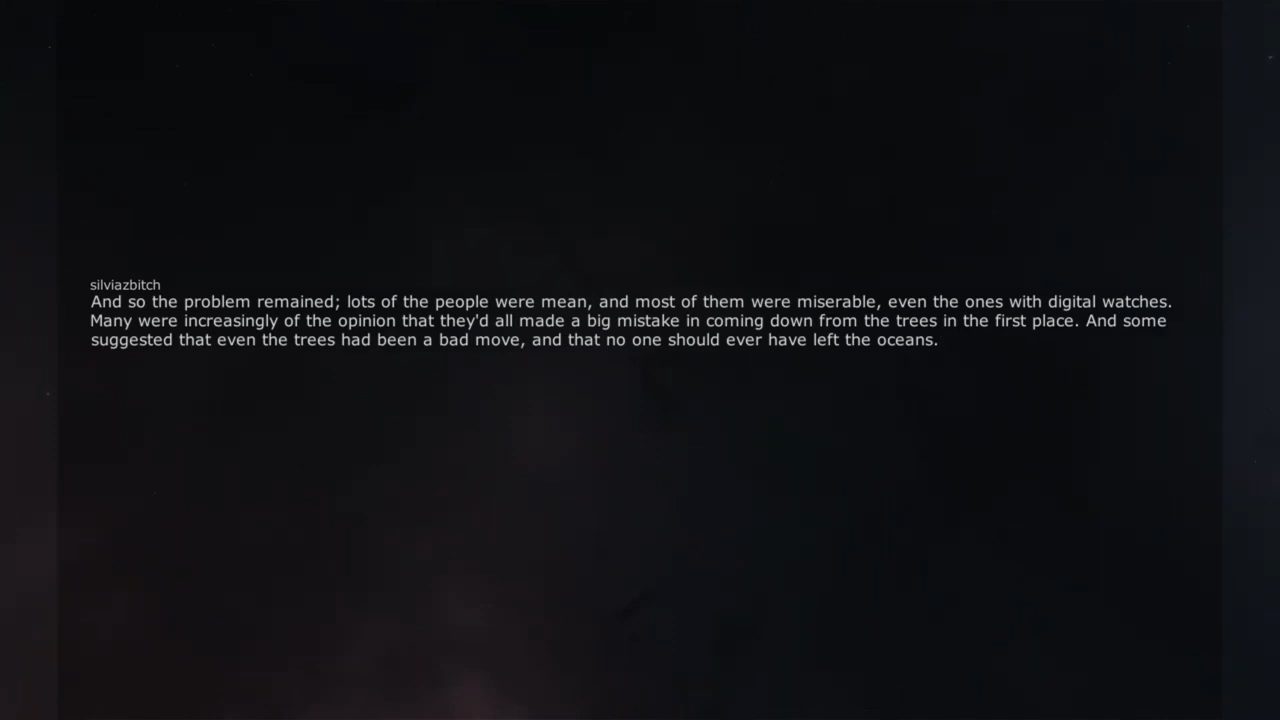 silviazbitch
And so the problem remained; lots of the people were mean, and most of them were miserable, even the ones with digital watches.
Many were increasingly of the opinion that they'd all made a big mistake in coming down from the trees in the first place. And some
suggested that even the trees had been a bad move, and that no one should ever have left the oceans.